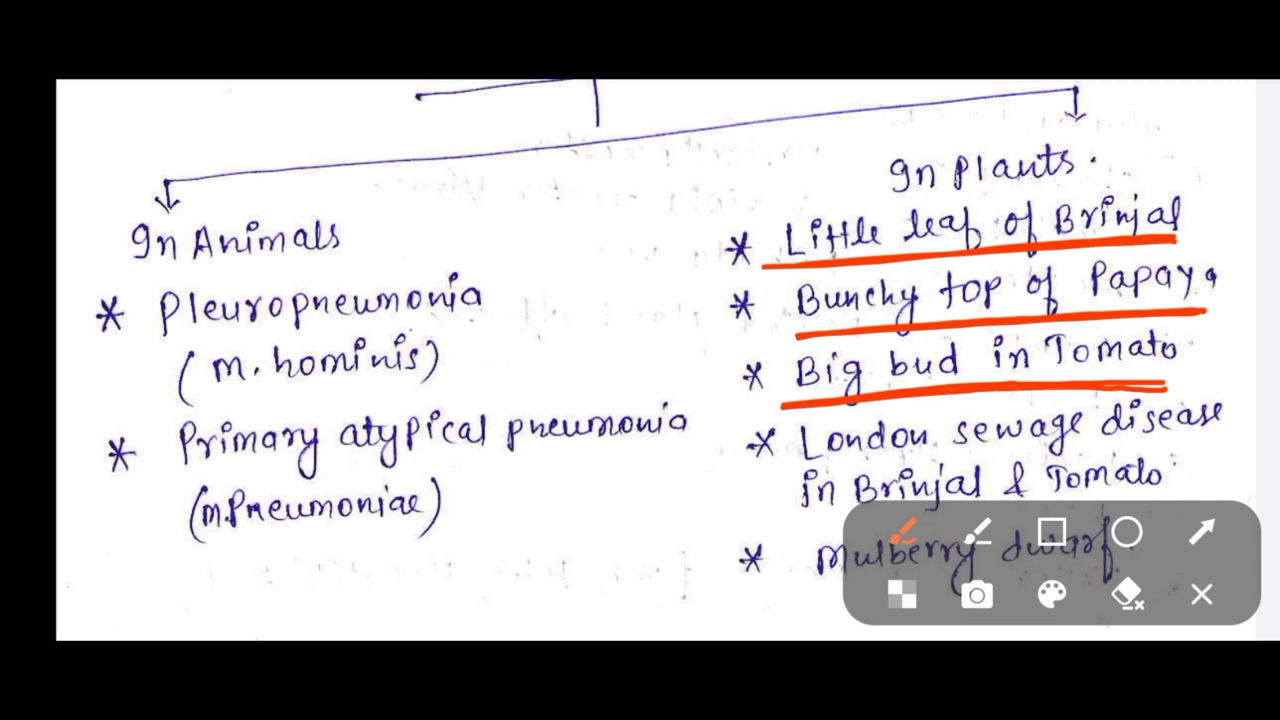 In Animals
* Pleuropneumonia
(m. hominis)
* Primary atypical pneumonia
(m.Pneumoniae)
In Plants.
* Little leaf of Brinjal
* Bunchy top of Papaya
* Big bud in Tomato
* London sewage disease
in Brinjal & Tomato
* Mulberry dwarf